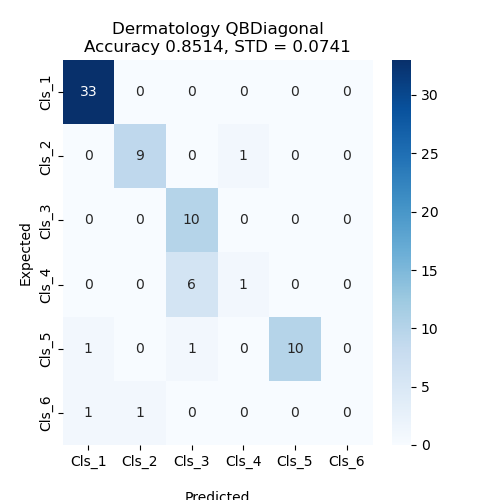 Dermatology QBDiagonal
Accuracy 0.8514, STD = 0.0741
Expected
Cls_1 33 0 0 0 0 0
Cls_2 0 9 0 1 0 0
Cls_3 0 0 10 0 0 0
Cls_4 0 0 6 1 0 0
Cls_5 1 0 1 0 10 0
Cls_6 1 1 0 0 0 0
Cls_1 Cls_2 Cls_3 Cls_4 Cls_5 Cls_6
Predicted
30
25
20
15
10
5
0